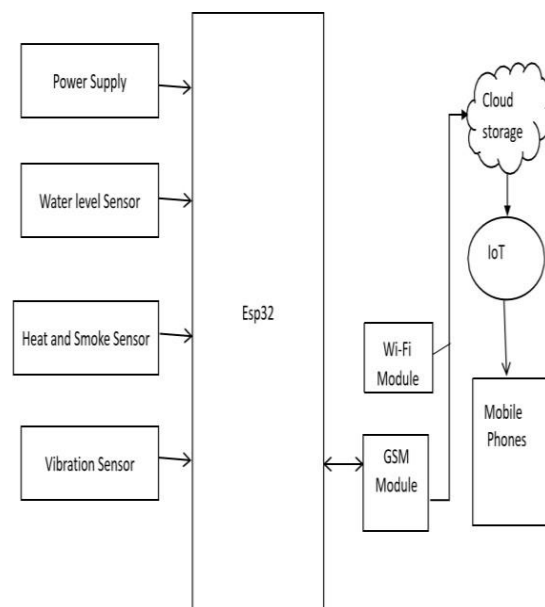 Power Supply
Water level Sensor
Heat and Smoke Sensor
Vibration Sensor
Esp32
Wi-Fi
Module
GSM
Module
Cloud
storage
IoT
Mobile
Phones